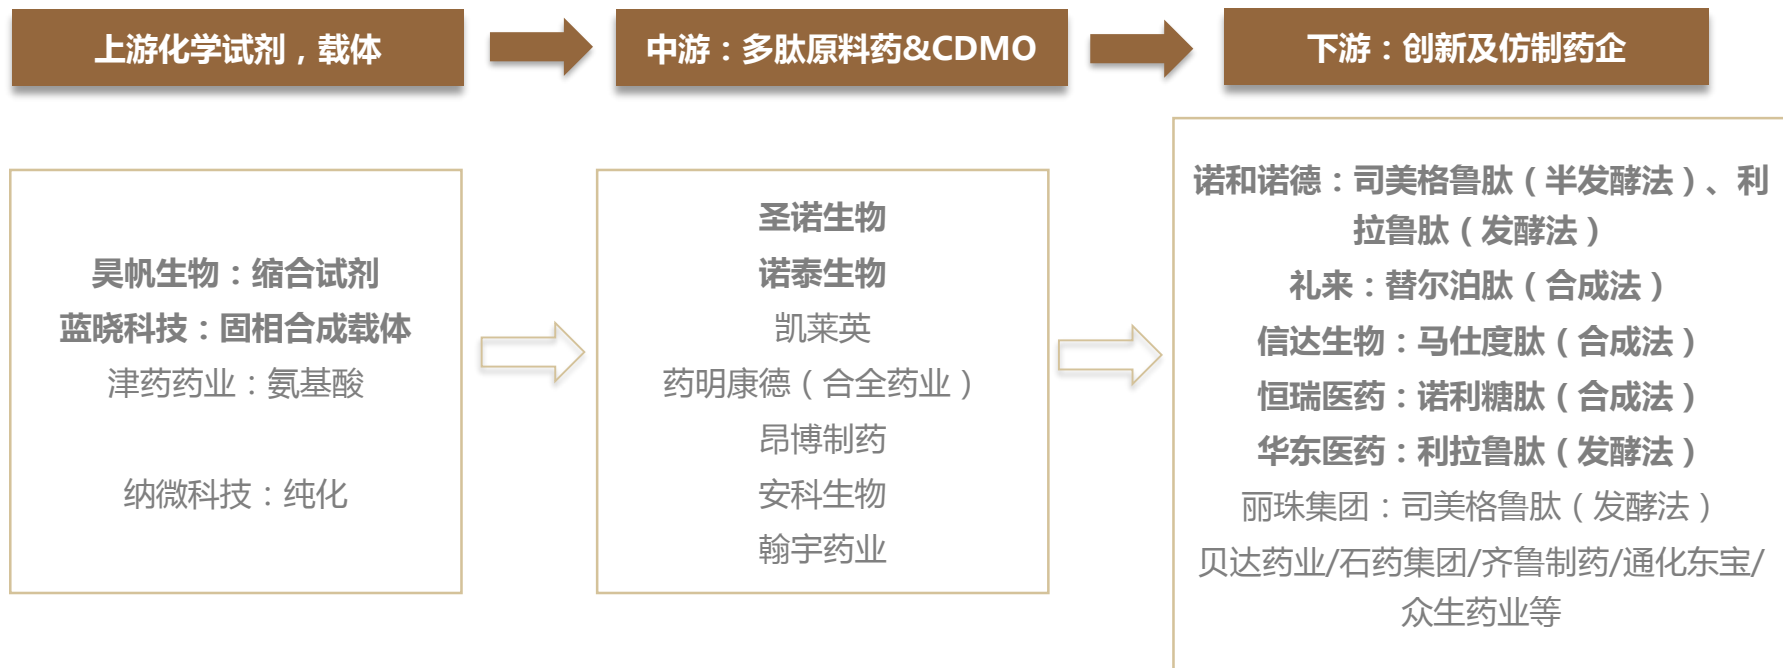 上游化学试剂，载体
中游：多肽原料药&CDMO
下游：创新及仿制药企
昊帆生物：缩合试剂
蓝晓科技：固相合成载体
津药药业：氨基酸
纳微科技：纯化
圣诺生物
诺泰生物
凯莱英
药明康德（合全药业）
昂博制药
安科生物
翰宇药业
诺和诺德：司美格鲁肽（半发酵法）、利
拉鲁肽（发酵法）
礼来：替尔泊肽（合成法）
信达生物：马仕度肽（合成法）
恒瑞医药：诺利糖肽（合成法）
华东医药：利拉鲁肽（发酵法）
丽珠集团：司美格鲁肽（发酵法）
贝达药业/石药集团/齐鲁制药/通化东宝/
众生药业等